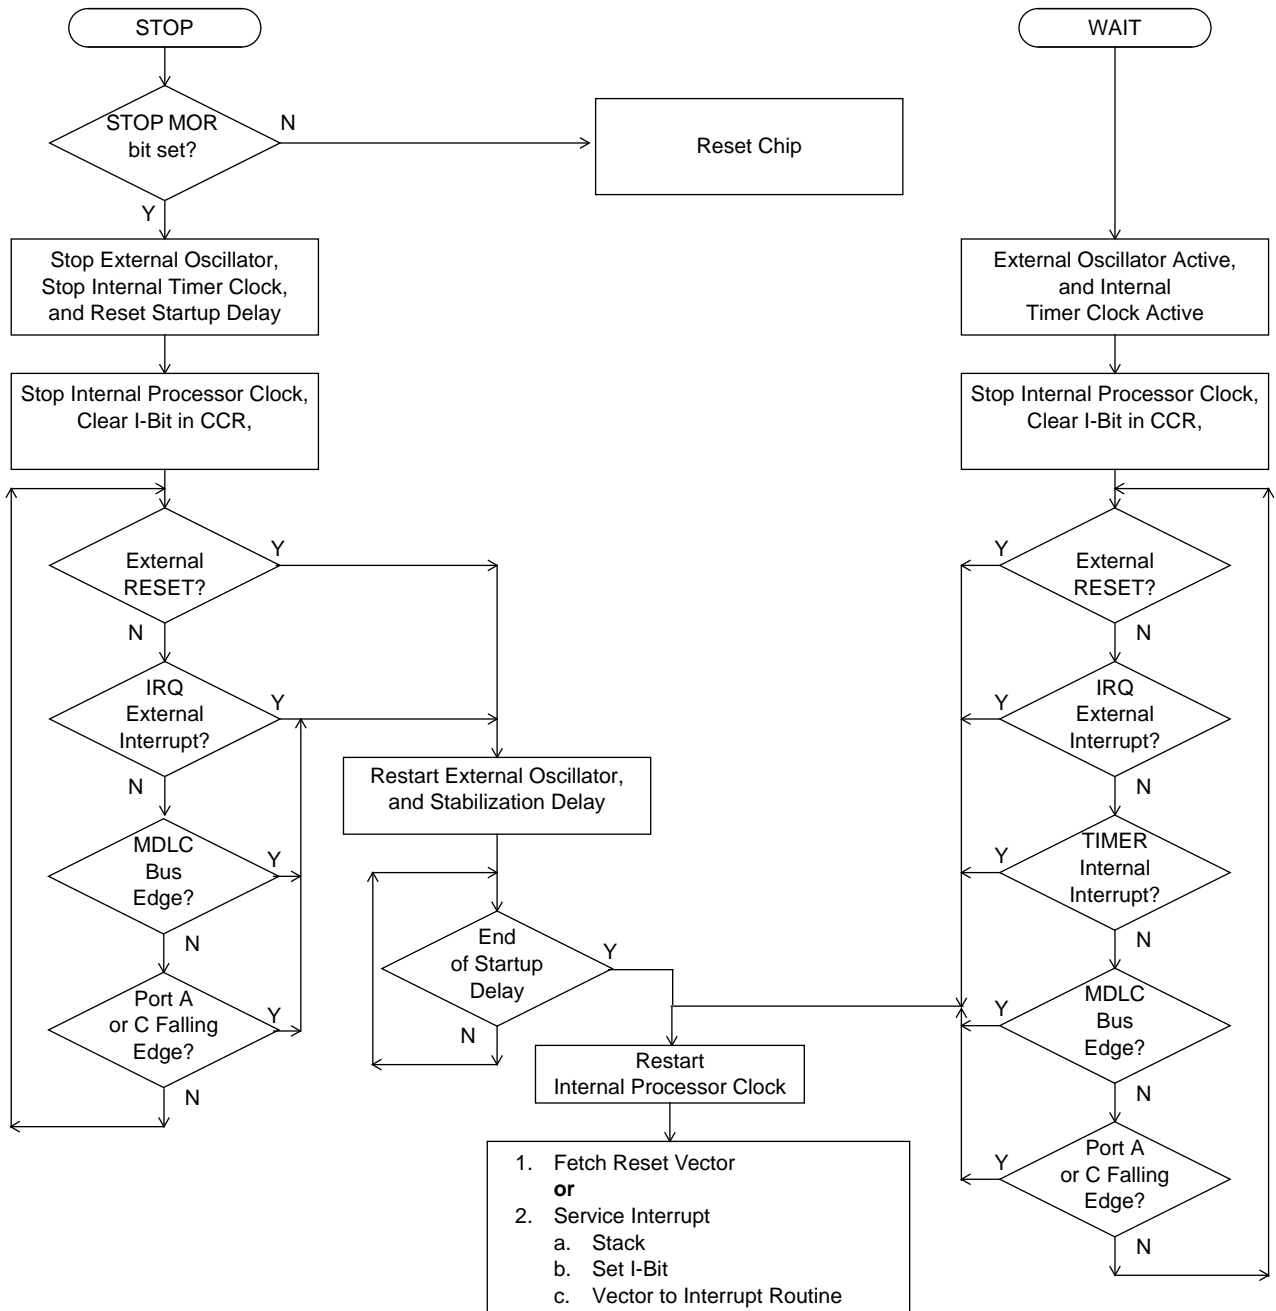 STOP
WAIT
STOP MOR
bit set?
N
Reset Chip
Y
Stop External Oscillator,
Stop Internal Timer Clock,
and Reset Startup Delay
External Oscillator Active,
and Internal
Timer Clock Active
Stop Internal Processor Clock,
Clear I-Bit in CCR,
Stop Internal Processor Clock,
Clear I-Bit in CCR,
External
RESET?
Y
N
IRQ
External
Interrupt?
Y
N
MDLC
Bus
Edge?
Y
N
Port A
or C Falling
Edge?
Y
N
Restart External Oscillator,
and Stabilization Delay
End
of Startup
Delay
Y
N
Restart
Internal Processor Clock
1. Fetch Reset Vector
or
2. Service Interrupt
a. Stack
b. Set I-Bit
c. Vector to Interrupt Routine
Y
External
RESET?
N
Y
IRQ
External
Interrupt?
N
Y
TIMER
Internal
Interrupt?
N
Y
MDLC
Bus
Edge?
N
Y
Port A
or C Falling
Edge?
N